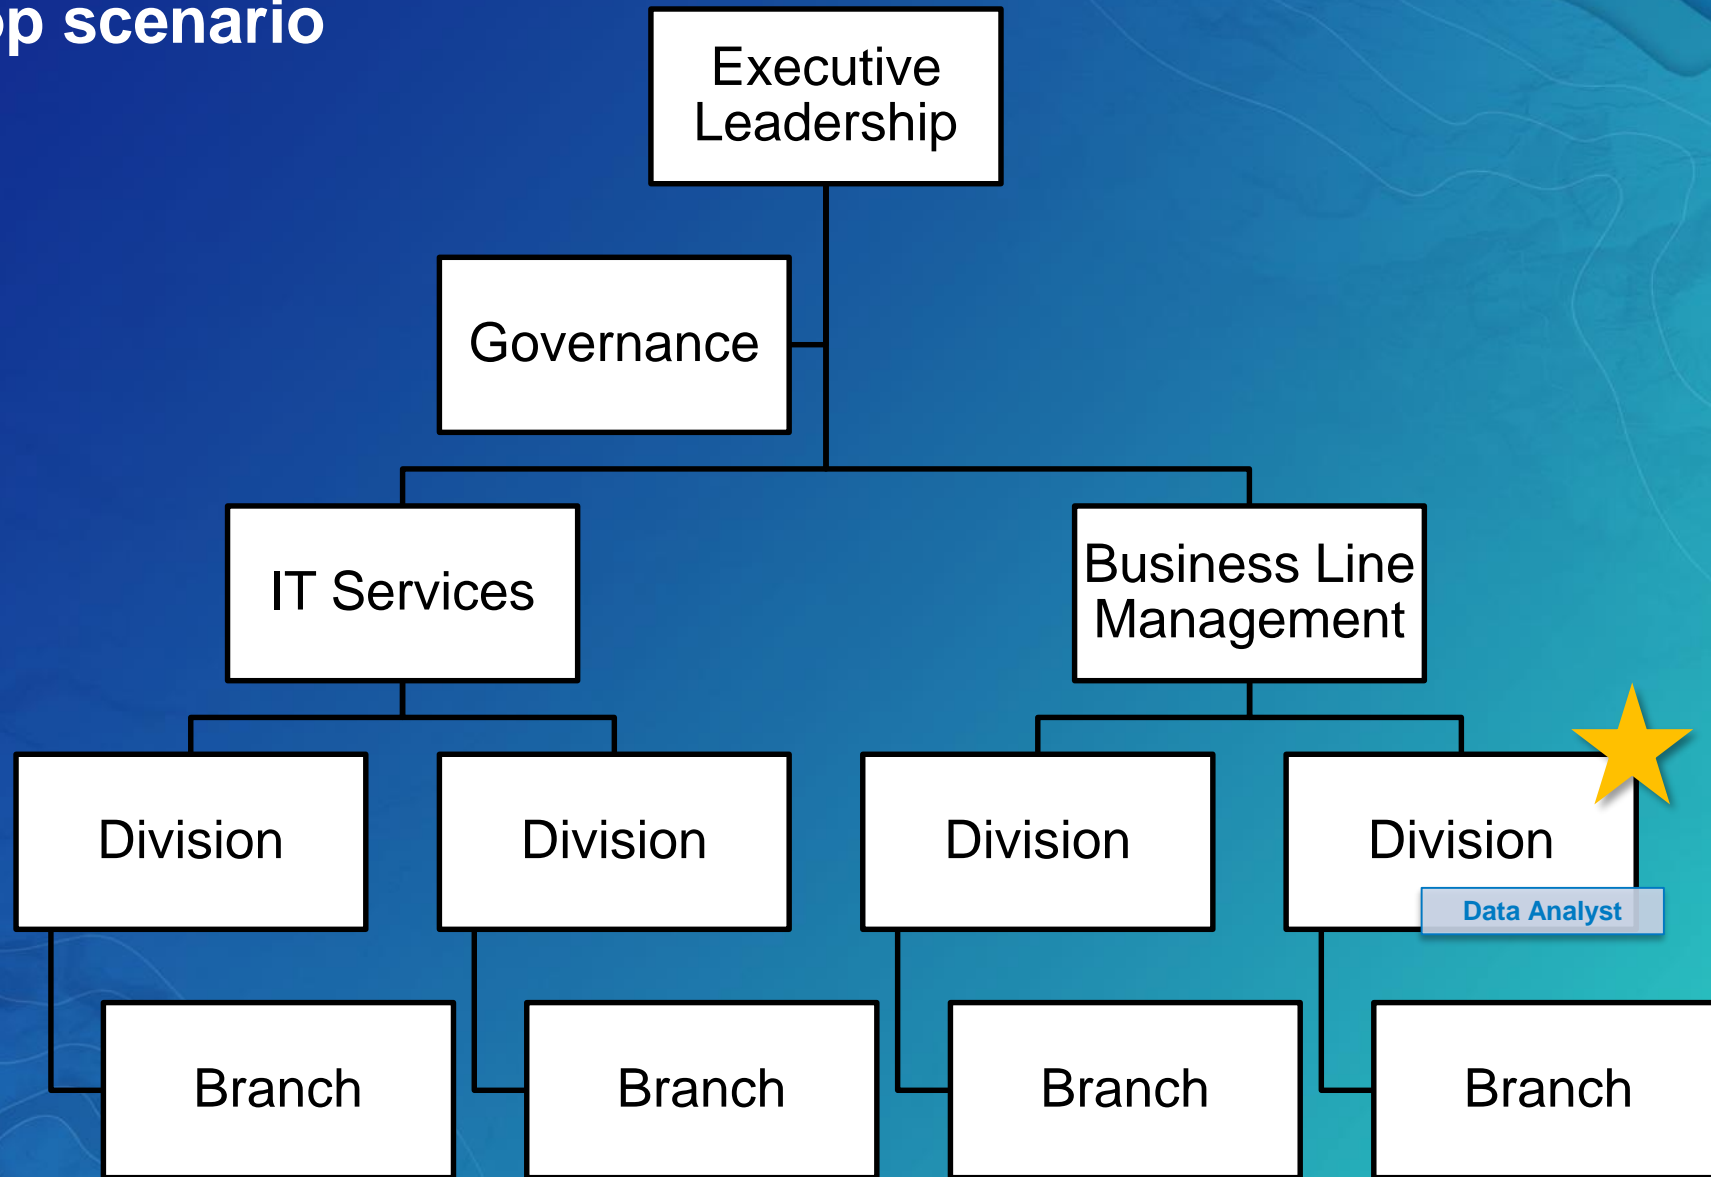 scenario
Executive
Leadership
Governance
IT Services
Business Line
Management
Division
Division
Division
Division
Data Analyst
Branch
Branch
Branch
Branch